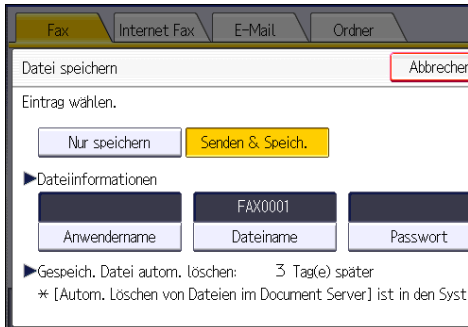 Fax Internet Fax E-Mail Ordner
Datei speichern Abbrechen
Eintrag wählen.
Nur speichern Senden & Speich.
►Dateiinformationen
FAX0001
Anwendername Dateiname Passwort
►Gespeich. Datei autom. löschen: 3 Tag(e) später
* [Autom. Löschen von Dateien im Document Server] ist in den Syst